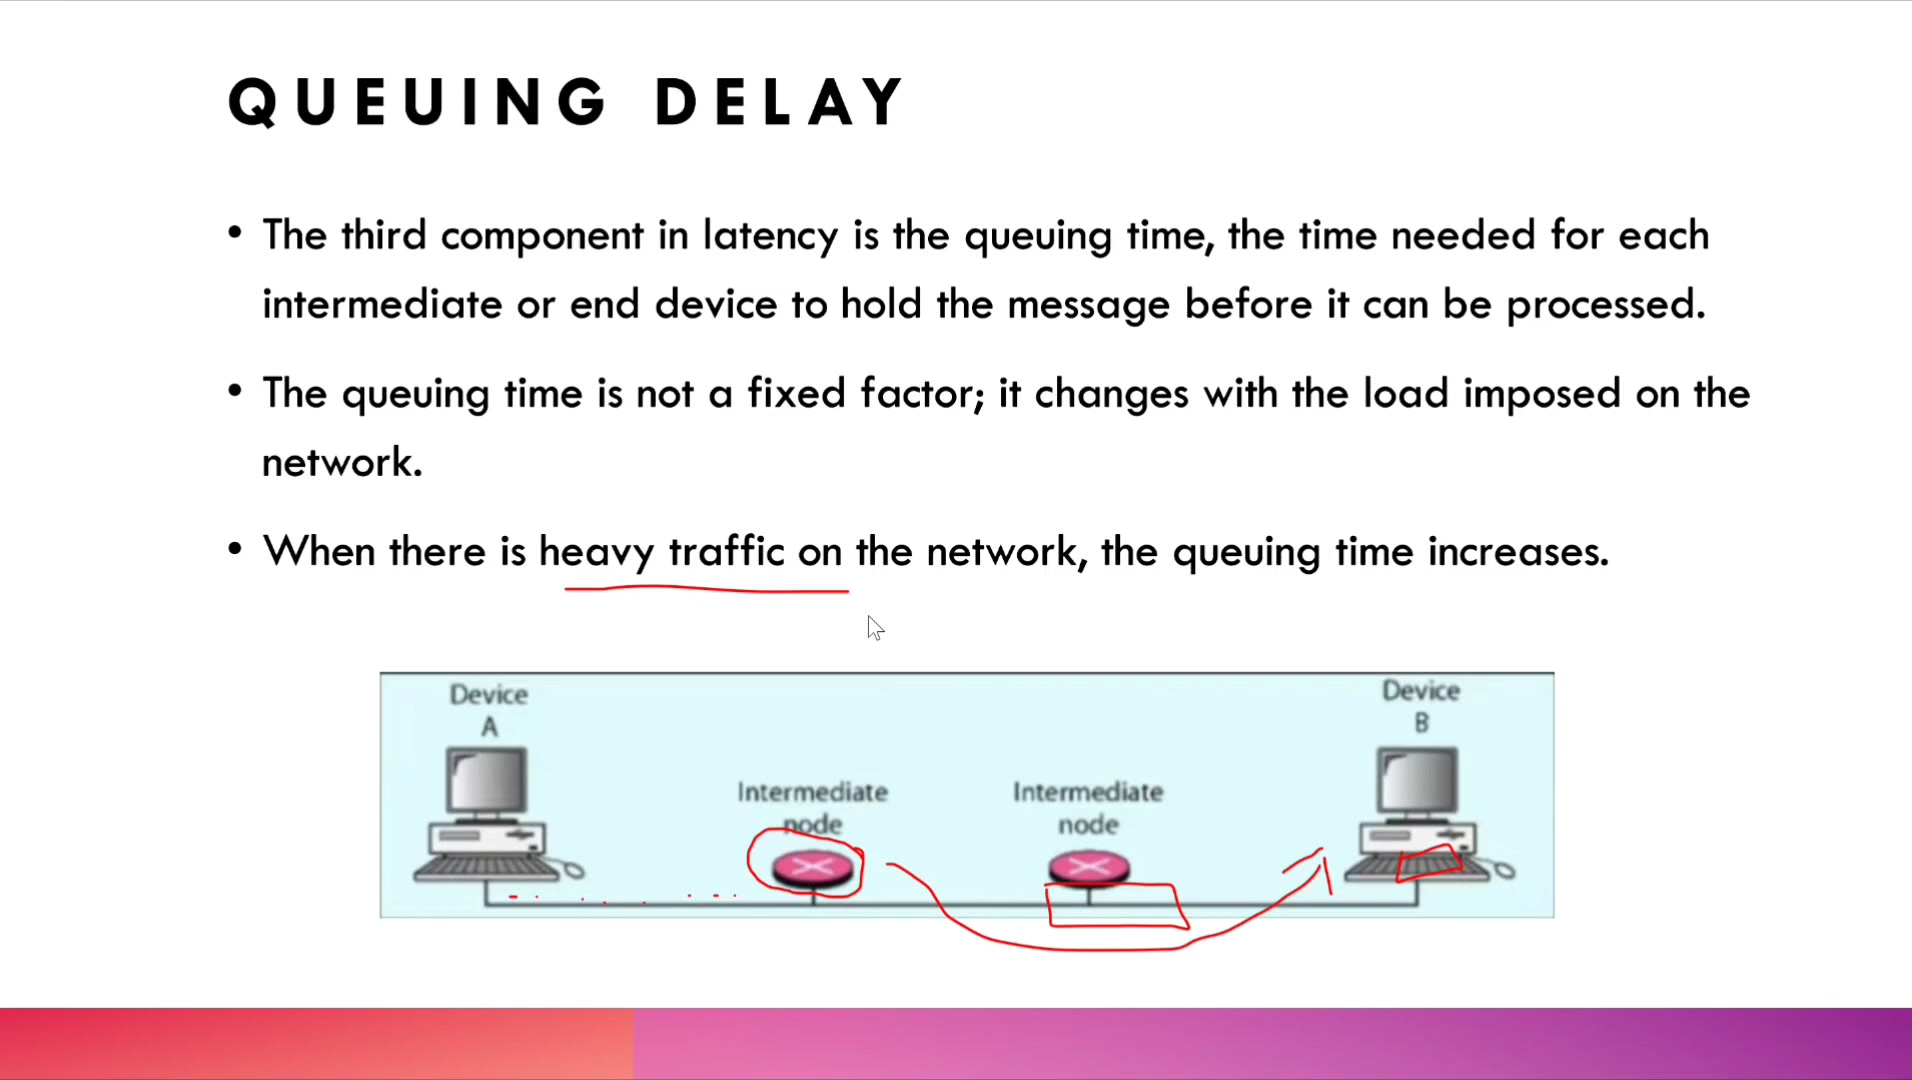 QUEUING DELAY
• The third component in latency is the queuing time, the time needed for each
intermediate or end device to hold the message before it can be processed.
• The queuing time is not a fixed factor; it changes with the load imposed on the
network.
• When there is heavy traffic on the network, the queuing time increases.
Device
A
Intermediate
node
Intermediate
node
Device
B